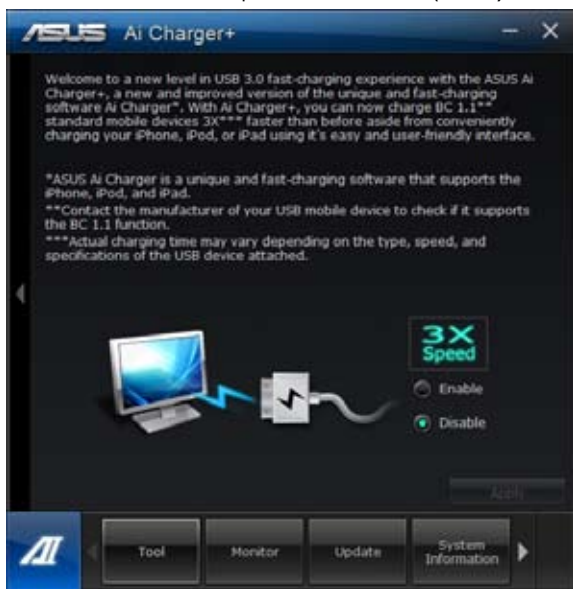 ASUS Ai Charger+
Welcome to a new level in USB 3.0 fast-charging experience with the ASUS Ai
Charger+, a new and improved version of the unique and fast-charging
software Ai Charger*. With Ai Charger+, you can now charge BC 1.1**
standard mobile devices 3X*** faster than before aside from conveniently
charging your iPhone, iPod, or iPad using it's easy and user-friendly interface.
*ASUS Ai Charger is a unique and fast-charging software that supports the
iPhone, iPod, and iPad.
**Contact the manufacturer of your USB mobile device to check if it supports
the BC 1.1 function.
***Actual charging time may vary depending on the type, speed, and
specifications of the USB device attached.
3X
Speed
Enable
Disable
Apply
AI
Tool
Monitor
Update
System
Information